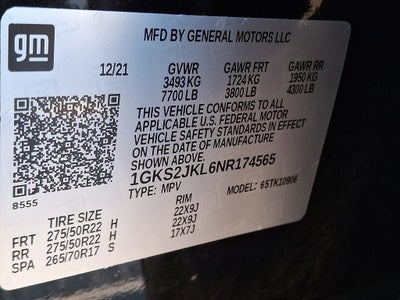 gm
MFD BY GENERAL MOTORS LLC
12/21 GVWR GAWR FRT GAWR RR
3493 KG 1724 KG 1950 KG
7700 LB 3800 LB 4300 LB
THIS VEHICLE CONFORMS TO ALL
APPLICABLE U.S. FEDERAL MOTOR
VEHICLE SAFETY STANDARDS IN
EFFECT ON THE DATE OF MANUFACTURE
SHOWN ABOVE.
1GKS2JKL6NR174565
TYPE: MPV MODEL: 65TK10906
8555
TIRE SIZE RIM
FRT 275/50R22 H 22X9J
RR 275/50R22 H 22X9J
SPA 265/70R17 S 17X7J